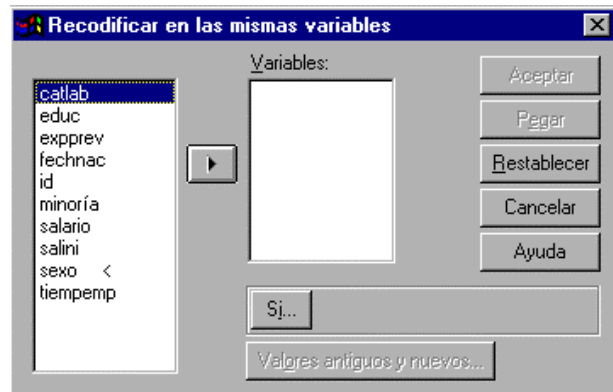 Recodificar en las mismas variables
catlab
educ
expprev
fechnac
id
minoría
salario
salini
sexo <
tiempemp
Variables:
Aceptar
Pegar
Restablecer
Cancelar
Ayuda
Si...
Valores antiguos y nuevos...